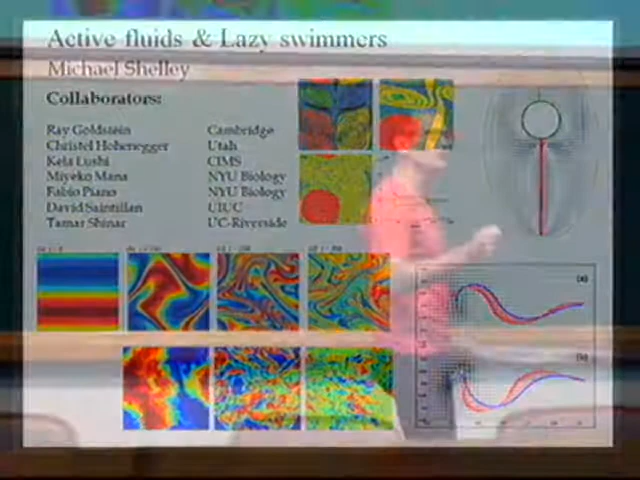 Active fluids & Lazy swimmers
Michael Shelley
Collaborators:
Ray Goldstein Cambridge
Christel Hohenegger Utah
Kela Lushi CIMS
Miyeko Mana NYU Biology
Fabio Piano NYU Biology
David Saintillan UIUC
Tamar Shinar UC-Riverside
(a)
(b)